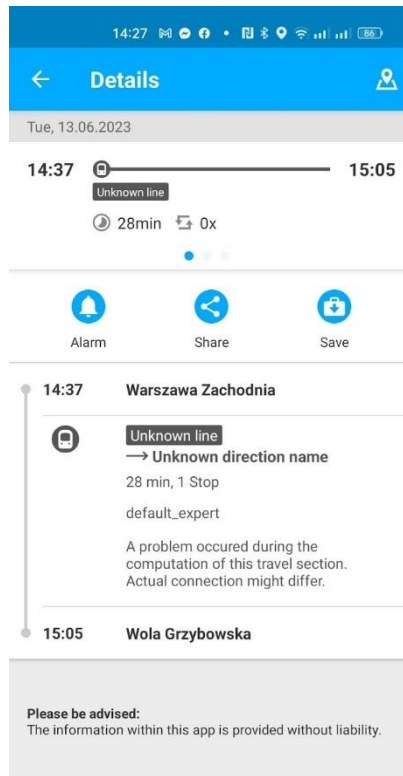 14:27 86
Details
Tue, 13.06.2023
14:37 15:05
Unknown line
28min 0x
Alarm Share Save
14:37 Warszawa Zachodnia
Unknown line
→ Unknown direction name
28 min, 1 Stop
default_expert
A problem occured during the
computation of this travel section.
Actual connection might differ.
15:05 Wola Grzybowska
Please be advised:
The information within this app is provided without liability.